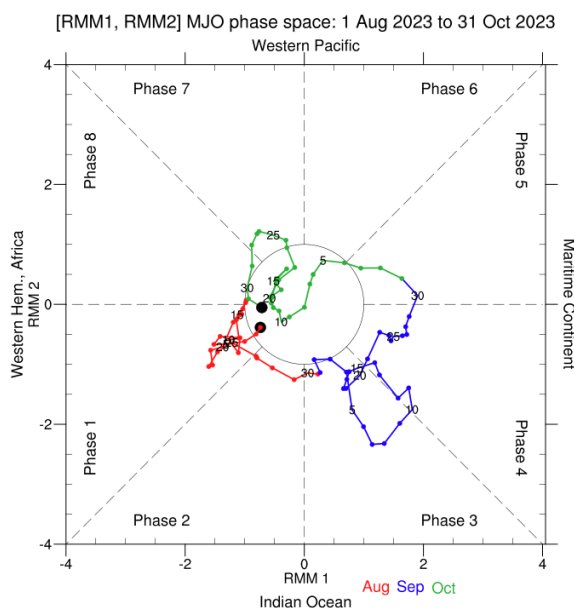 [RMM1, RMM2] MJO phase space: 1 Aug 2023 to 31 Oct 2023
Western Pacific
4
Phase 7
Phase 6
Phase 8
Phase 5
2
25
5
30
15
20
30
0
10
15
25
20
30
15
20
5
10
-2
Phase 1
Phase 4
Phase 2
Phase 3
-4
-4
-2
0
2
4
Western Hem., Africa
RMM 2
Maritime Continent
RMM 1
Aug Sep Oct
Indian Ocean